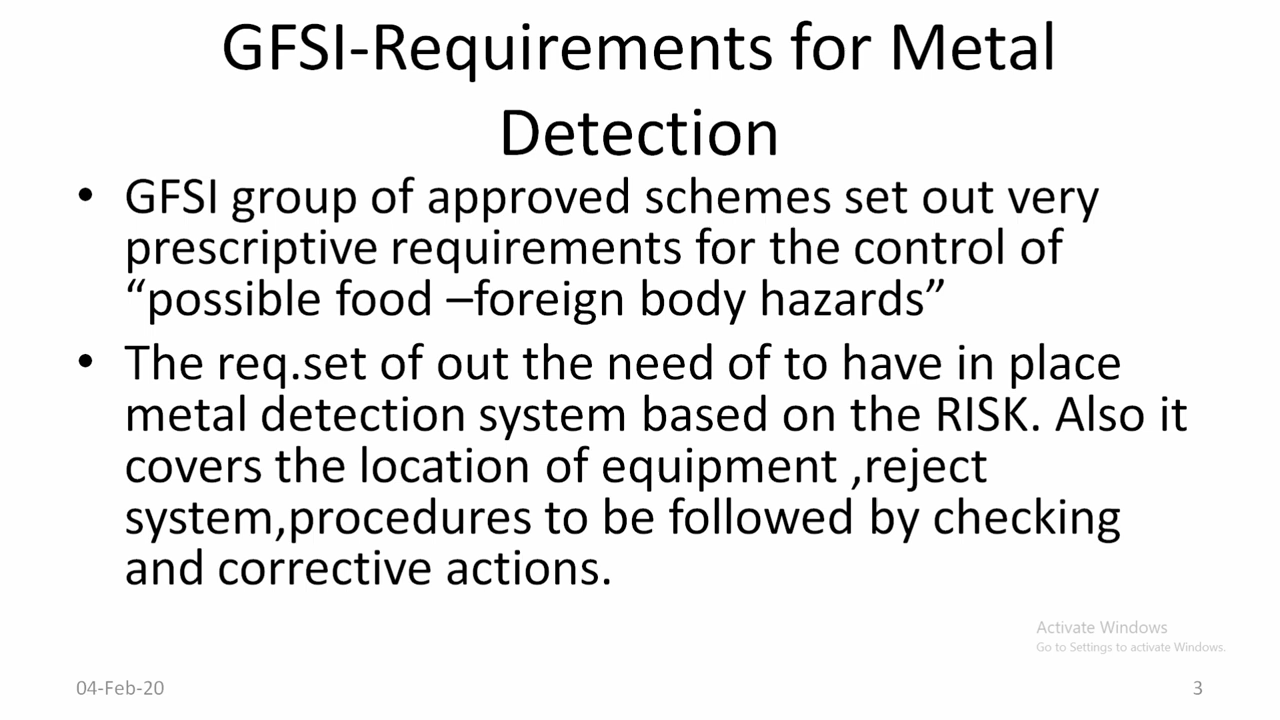 GFSI-Requirements for Metal
Detection
• GFSI group of approved schemes set out very
prescriptive requirements for the control of
“possible food –foreign body hazards”
• The req.set of out the need of to have in place
metal detection system based on the RISK. Also it
covers the location of equipment ,reject
system,procedures to be followed by checking
and corrective actions.
Activate Windows
Go to Settings to activate Windows.
04-Feb-20
3